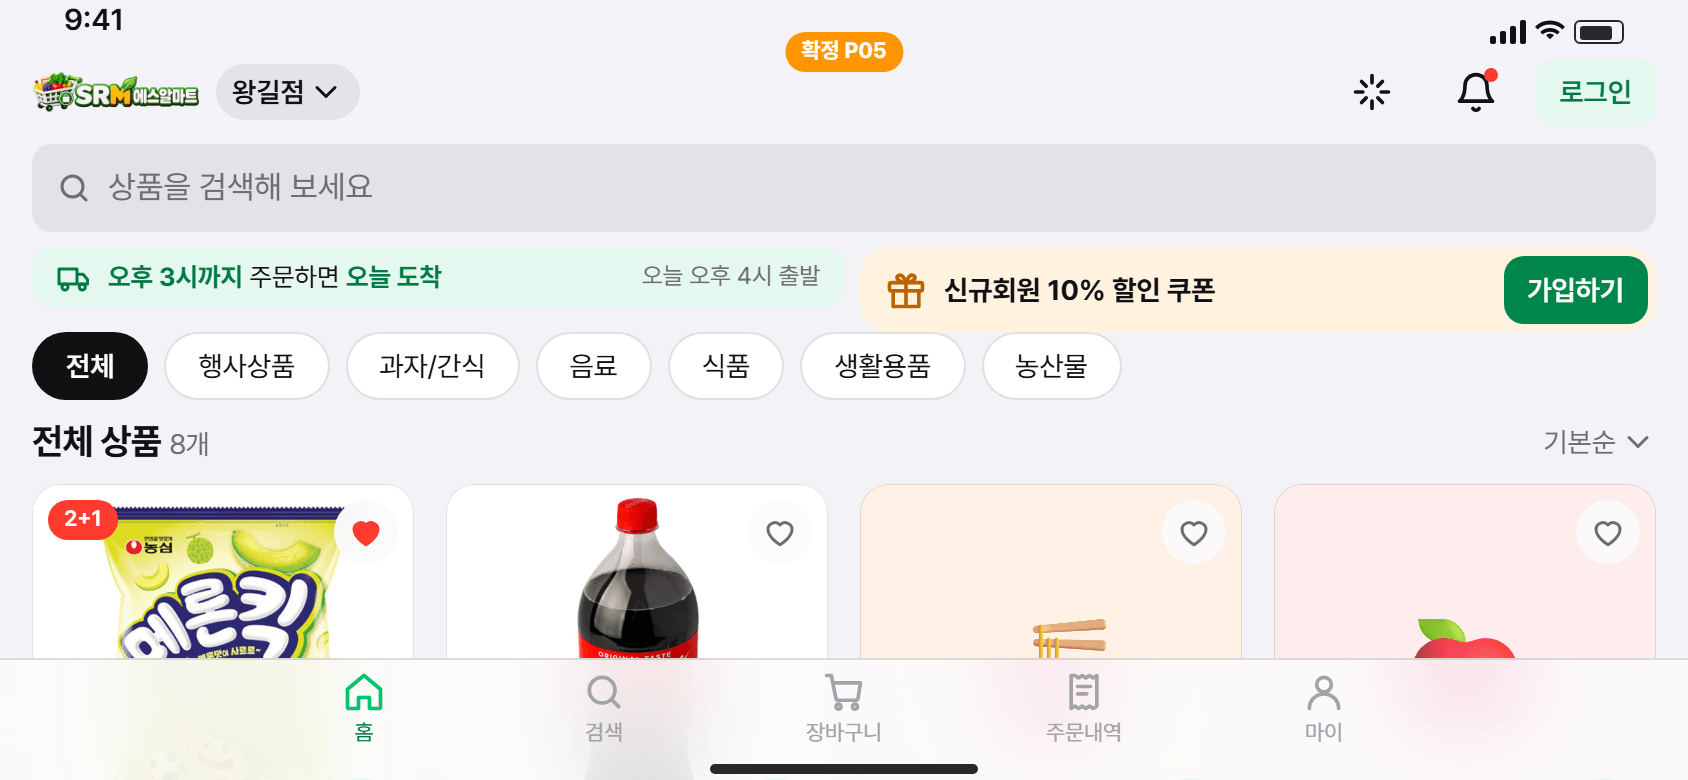 9:41
확정 P05
SRM에스알마트
왕길점
로그인
상품을 검색해 보세요
오후 3시까지 주문하면 오늘 도착
오늘 오후 4시 출발
신규회원 10% 할인 쿠폰
가입하기
전체
행사상품
과자/간식
음료
식품
생활용품
농산물
전체 상품 8개
기본순
2+1
농심
메론킥
ORIGINAL TASTE
홈
검색
장바구니
주문내역
마이